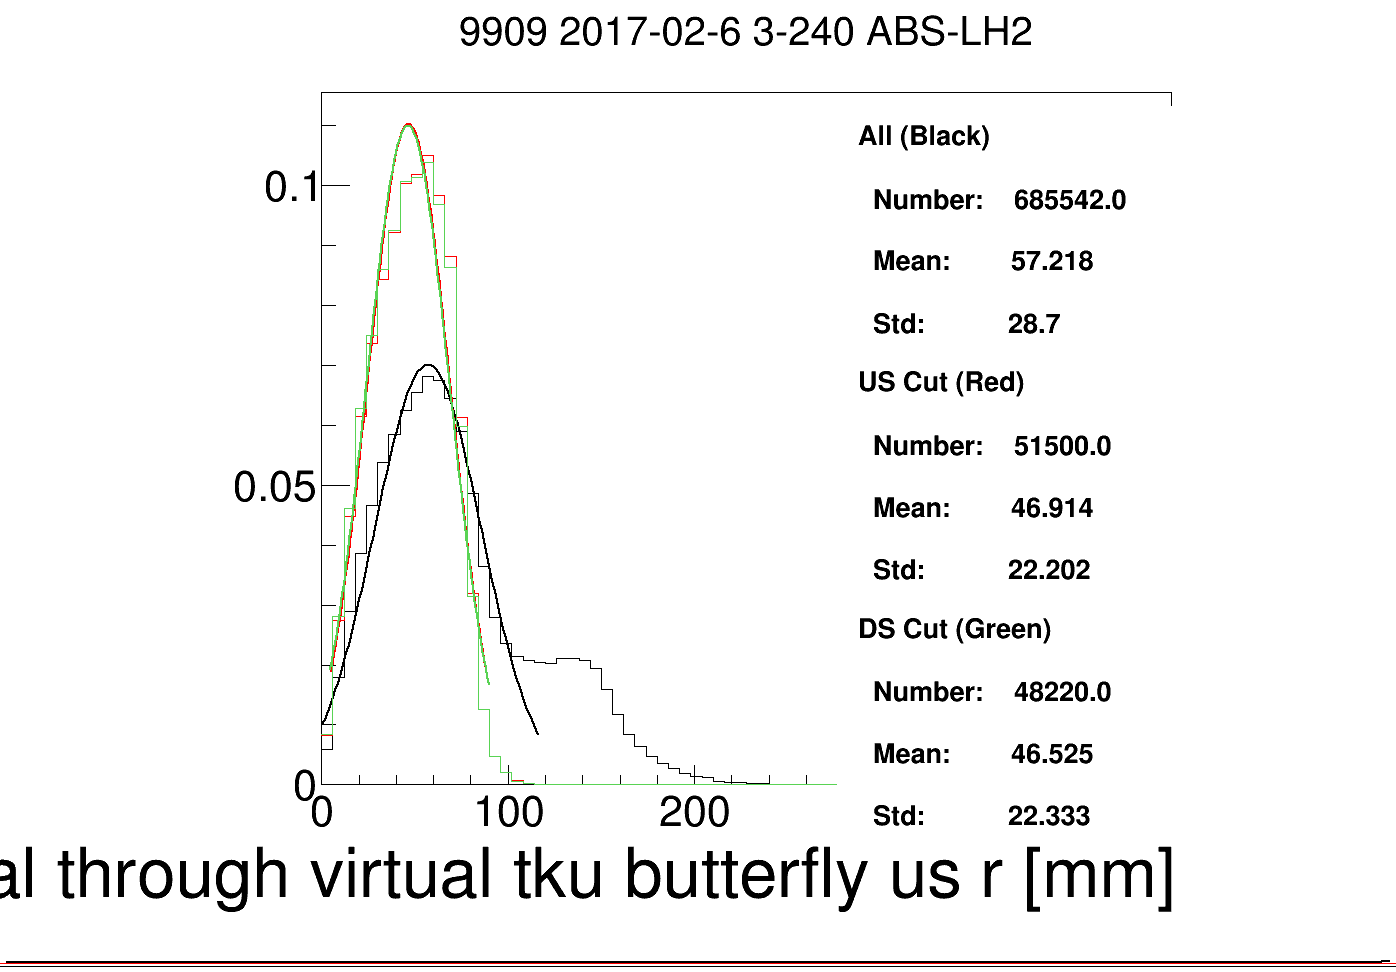 9909 2017-02-6 3-240 ABS-LH2
All (Black)
Number: 685542.0
Mean: 57.218
Std: 28.7
US Cut (Red)
Number: 51500.0
Mean: 46.914
Std: 22.202
DS Cut (Green)
Number: 48220.0
Mean: 46.525
Std: 22.333
0.1
0.05
0
0 100 200
al through virtual tku butterfly us r [mm]